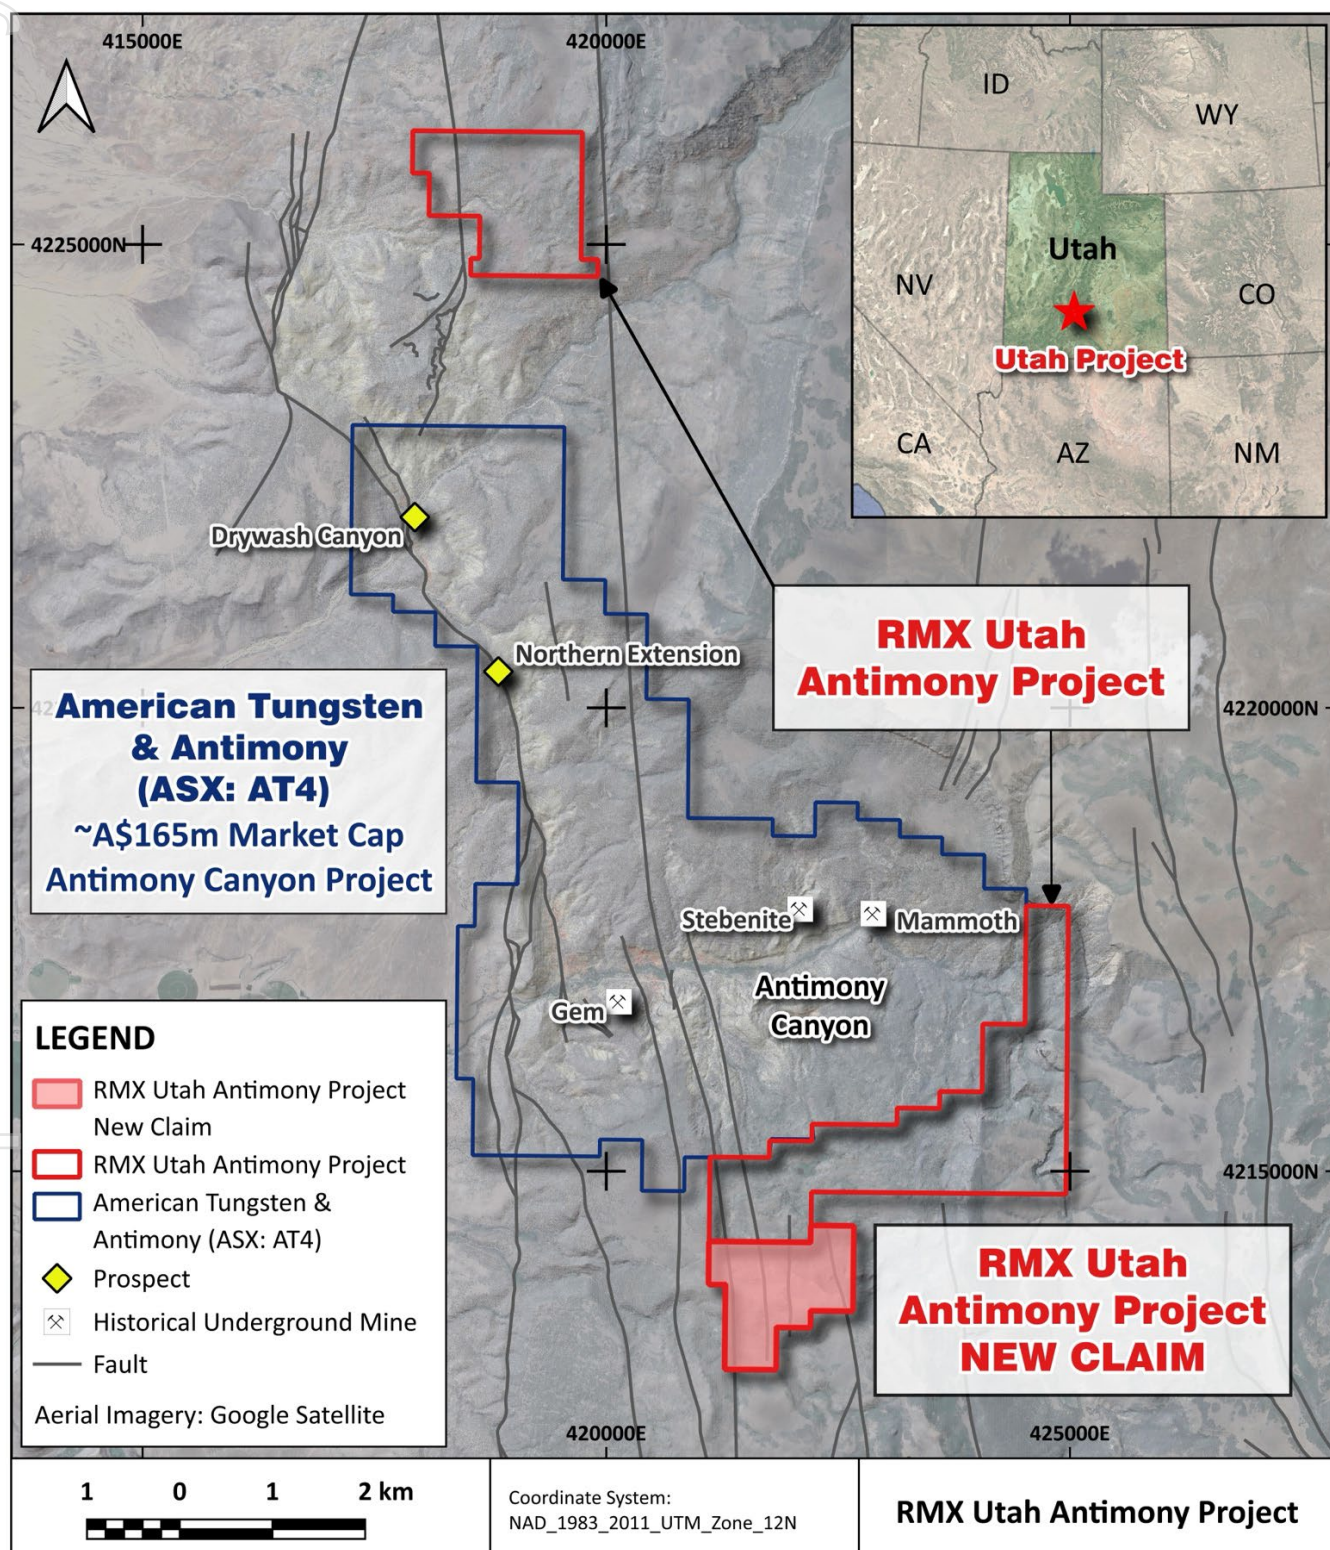 415000E
420000E
4225000N
ID
WY
NV
Utah
CO
Utah Project
CA
AZ
NM
Drywash Canyon
Northern Extension
RMX Utah
Antimony Project
4220000N
American Tungsten
& Antimony
(ASX: AT4)
~A$165m Market Cap
Antimony Canyon Project
Stebenite
Mammoth
Gem
Antimony
Canyon
4215000N
RMX Utah
Antimony Project
NEW CLAIM
LEGEND
RMX Utah Antimony Project
New Claim
RMX Utah Antimony Project
American Tungsten &
Antimony (ASX: AT4)
Prospect
Historical Underground Mine
Fault
Aerial Imagery: Google Satellite
420000E
425000E
1 0 1 2 km
Coordinate System:
NAD_1983_2011_UTM_Zone_12N
RMX Utah Antimony Project